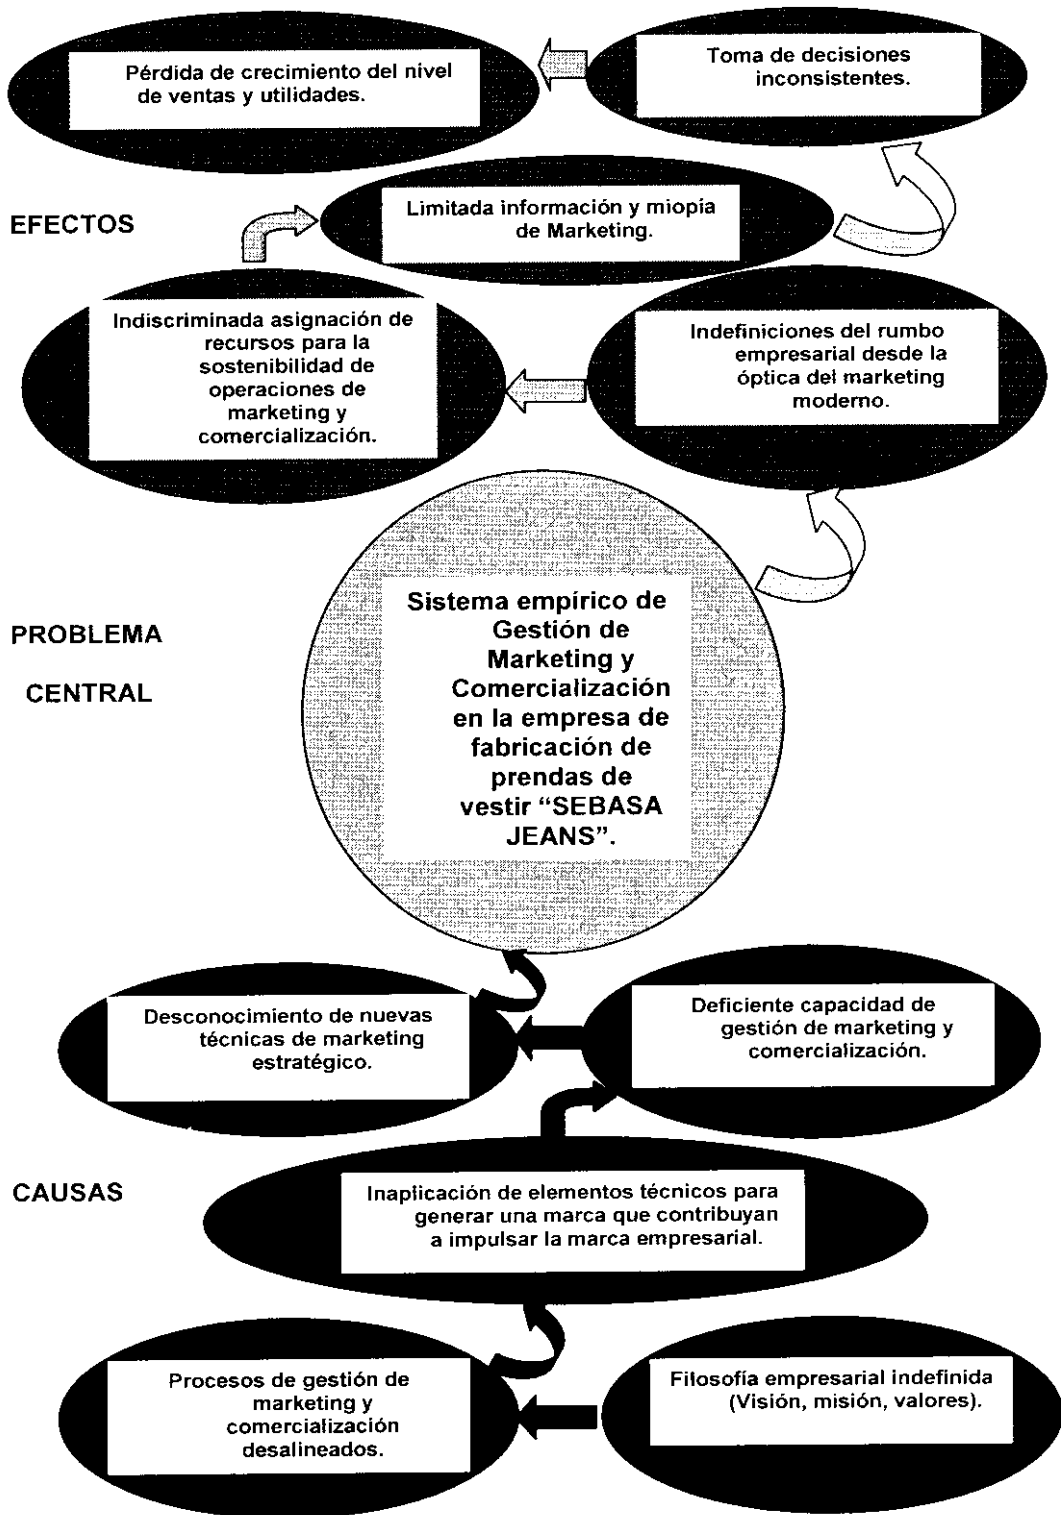 Pérdida de crecimiento del nivel
de ventas y utilidades.
Toma de decisiones
inconsistentes.
EFECTOS
Limitada información y miopía
de Marketing.
Indiscriminada asignación de
recursos para la
sostenibilidad de
operaciones de
marketing y
comercialización.
Indefiniciones del rumbo
empresarial desde la
óptica del marketing
moderno.
PROBLEMA
CENTRAL
Sistema empírico de
Gestión de
Marketing y
Comercialización
en la empresa de
fabricación de
prendas de
vestir “SEBASA
JEANS”.
Desconocimiento de nuevas
técnicas de marketing
estratégico.
Deficiente capacidad de
gestión de marketing y
comercialización.
CAUSAS
Inaplicación de elementos técnicos para
generar una marca que contribuyan
a impulsar la marca empresarial.
Procesos de gestión de
marketing y
comercialización
desalineados.
Filosofía empresarial indefinida
(Visión, misión, valores).